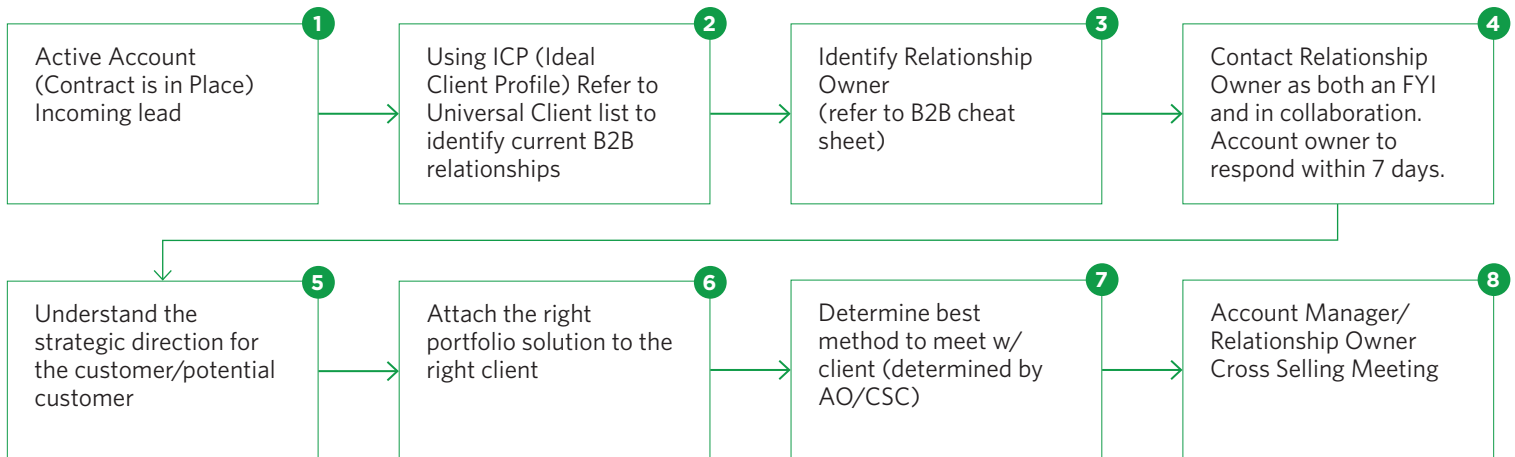 1
Active Account
(Contract is in Place)
Incoming lead
2
Using ICP (Ideal
Client Profile) Refer to
Universal Client list to
identify current B2B
relationships
3
Identify Relationship
Owner
(refer to B2B cheat
sheet)
4
Contact Relationship
Owner as both an FYI
and in collaboration.
Account owner to
respond within 7 days.
5
Understand the
strategic direction for
the customer/potential
customer
6
Attach the right
portfolio solution to the
right client
7
Determine best
method to meet w/
client (determined by
AO/CSC)
8
Account Manager/
Relationship Owner
Cross Selling Meeting